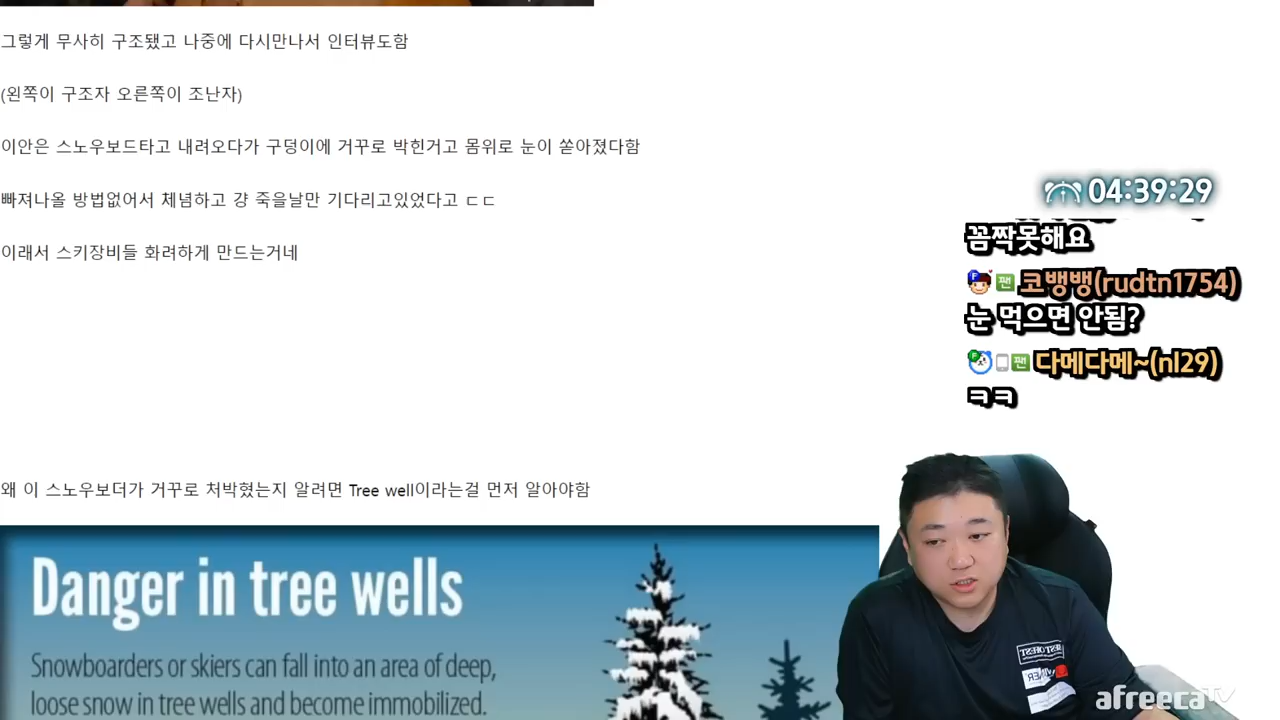 그렇게 무사히 구조됐고 나중에 다시만나서 인터뷰도함
(왼쪽이 구조자 오른쪽이 조난자)
이안은 스노우보드타고 내려오다가 구덩이에 거꾸로 박힌거고 몸위로 눈이 쏟아졌다함
빠져나올 방법없어서 체념하고 걍 죽을날만 기다리고있었다고 ㄷㄷ
이래서 스키장비들 화려하게 만드는거네
왜 이 스노우보더가 거꾸로 처박혔는지 알려면 Tree well이라는걸 먼저 알아야함
Danger in tree wells
Snowboarders or skiers can fall into an area of deep,
loose snow in tree wells and become immobilized.
04:39:29
꼼짝못해요
팬 코뱅뱅(rudtn1754)
눈 먹으면 안됨?
팬 다메다메~(nl29)
ㅋㅋ
afreecaTV